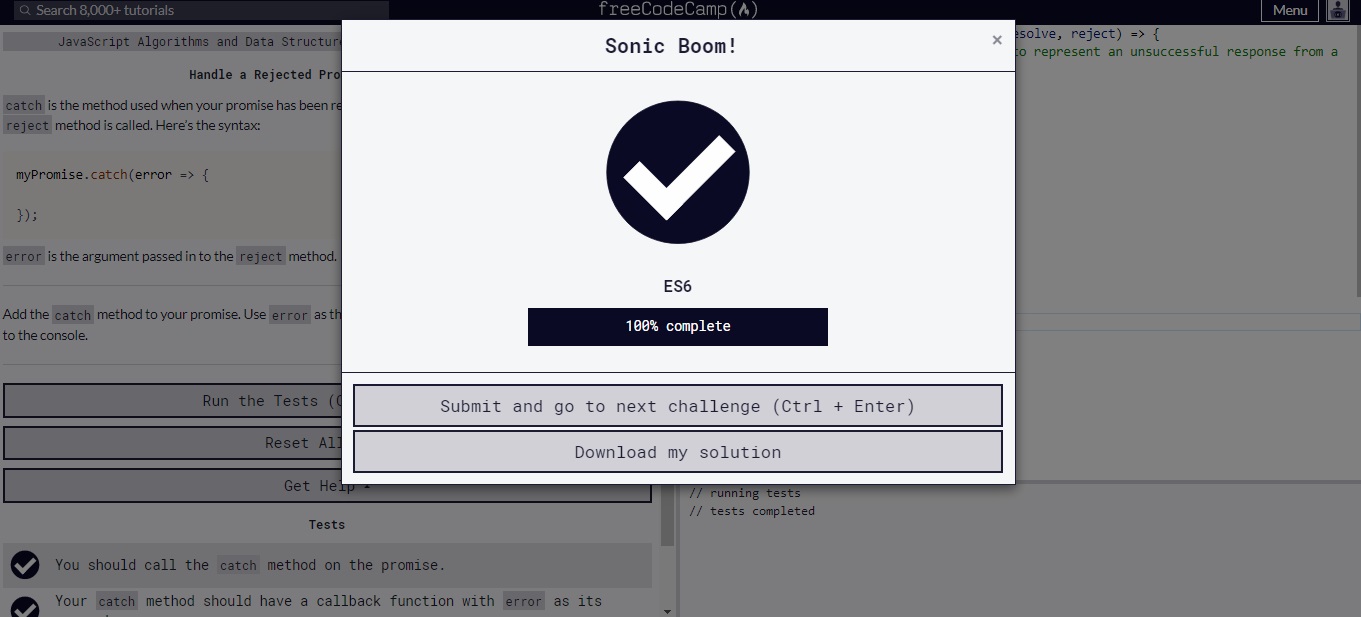 Search 8,000+ tutorials
freeCodeCamp
Menu
JavaScript Algorithms and Data
Handle a Rejected
catch is the method used when your promise has been
reject method is called. Here's the syntax:
myPromise.catch(error => {
});
error is the argument passed in to the reject method.
Add the catch method to your promise. Use error as
to the console.
Run the Tests
Reset All
Get Help
Tests
You should call the catch method on the promise.
Your catch method should have a callback function with error as its
Sonic Boom!
×
ES6
100% complete
Submit and go to next challenge (Ctrl + Enter)
Download my solution
reject) => {
to represent an unsuccessful response from a
// running tests
// tests completed